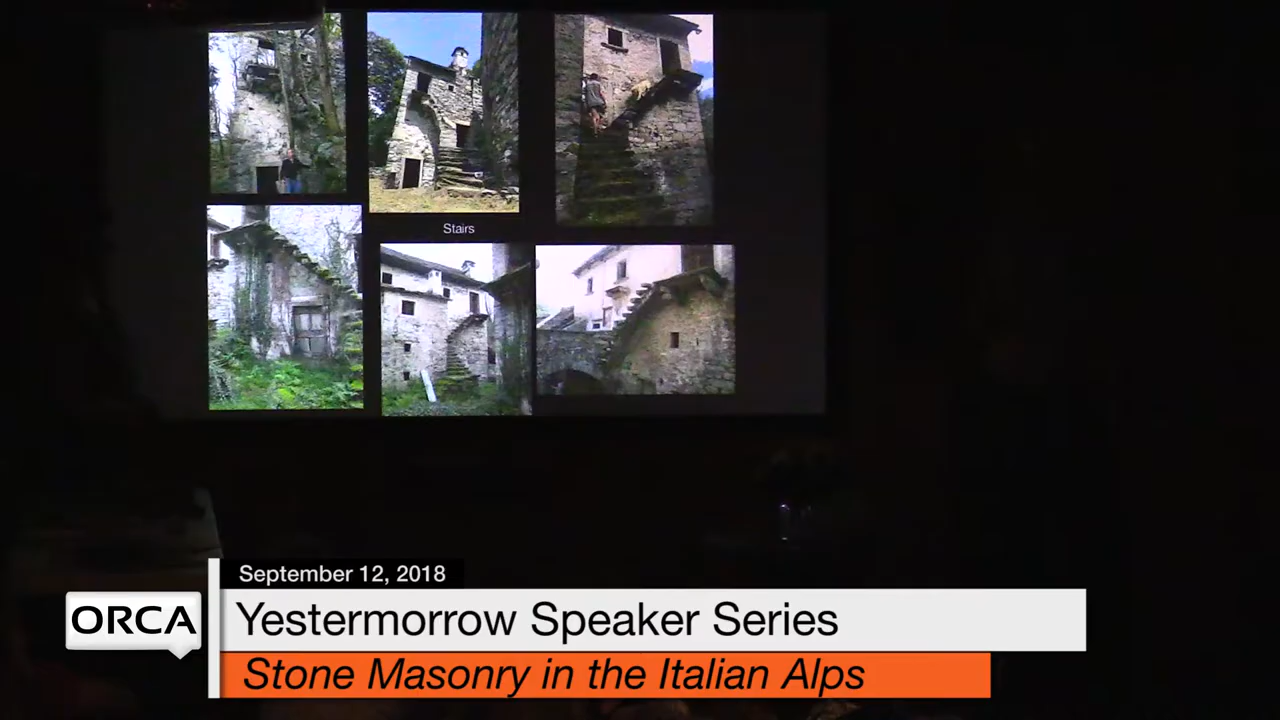 Stairs
September 12, 2018
ORCA
Yestermorrow Speaker Series
Stone Masonry in the Italian Alps